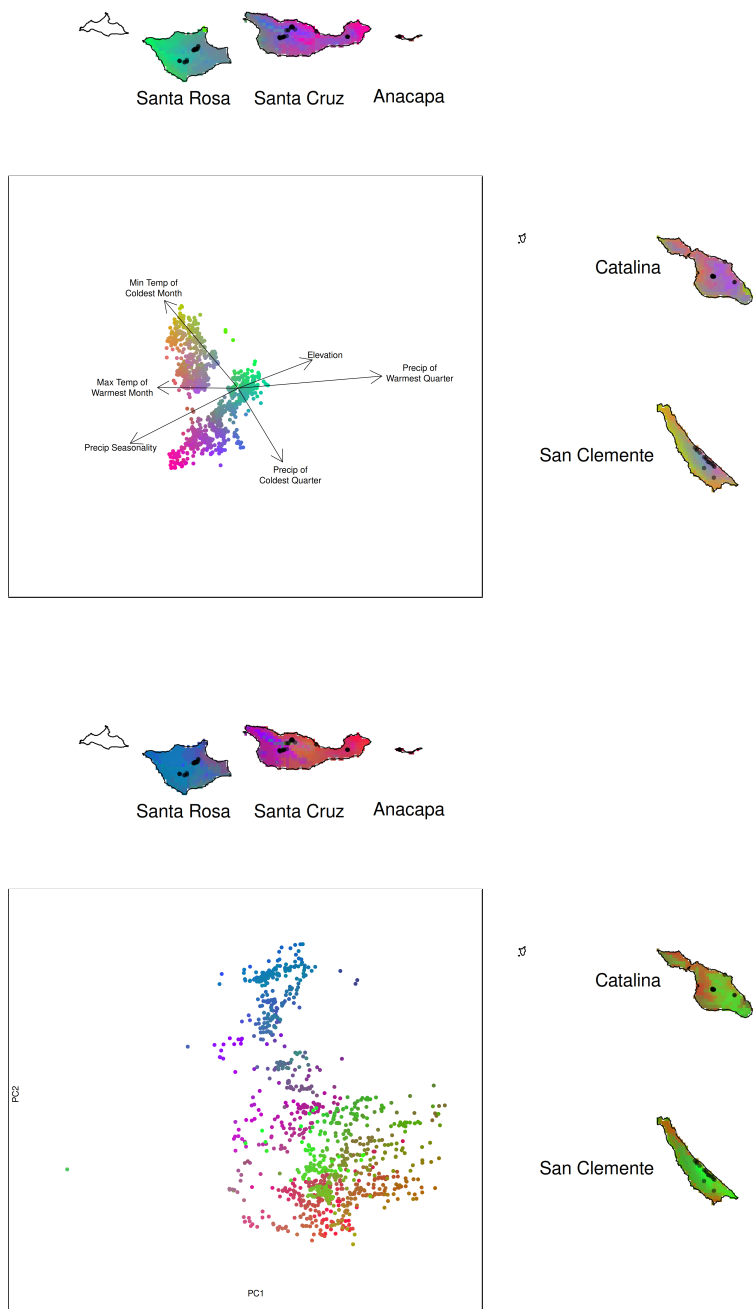 Santa Rosa
Santa Cruz
Anacapa
Min Temp of
Coldest Month
Catalina
Elevation
Precip of
Warmest Quarter
Max Temp of
Warmest Month
Precip Seasonality
San Clemente
Precip of
Coldest Quarter
Santa Rosa
Santa Cruz
Anacapa
Catalina
PC2
San Clemente
PC1